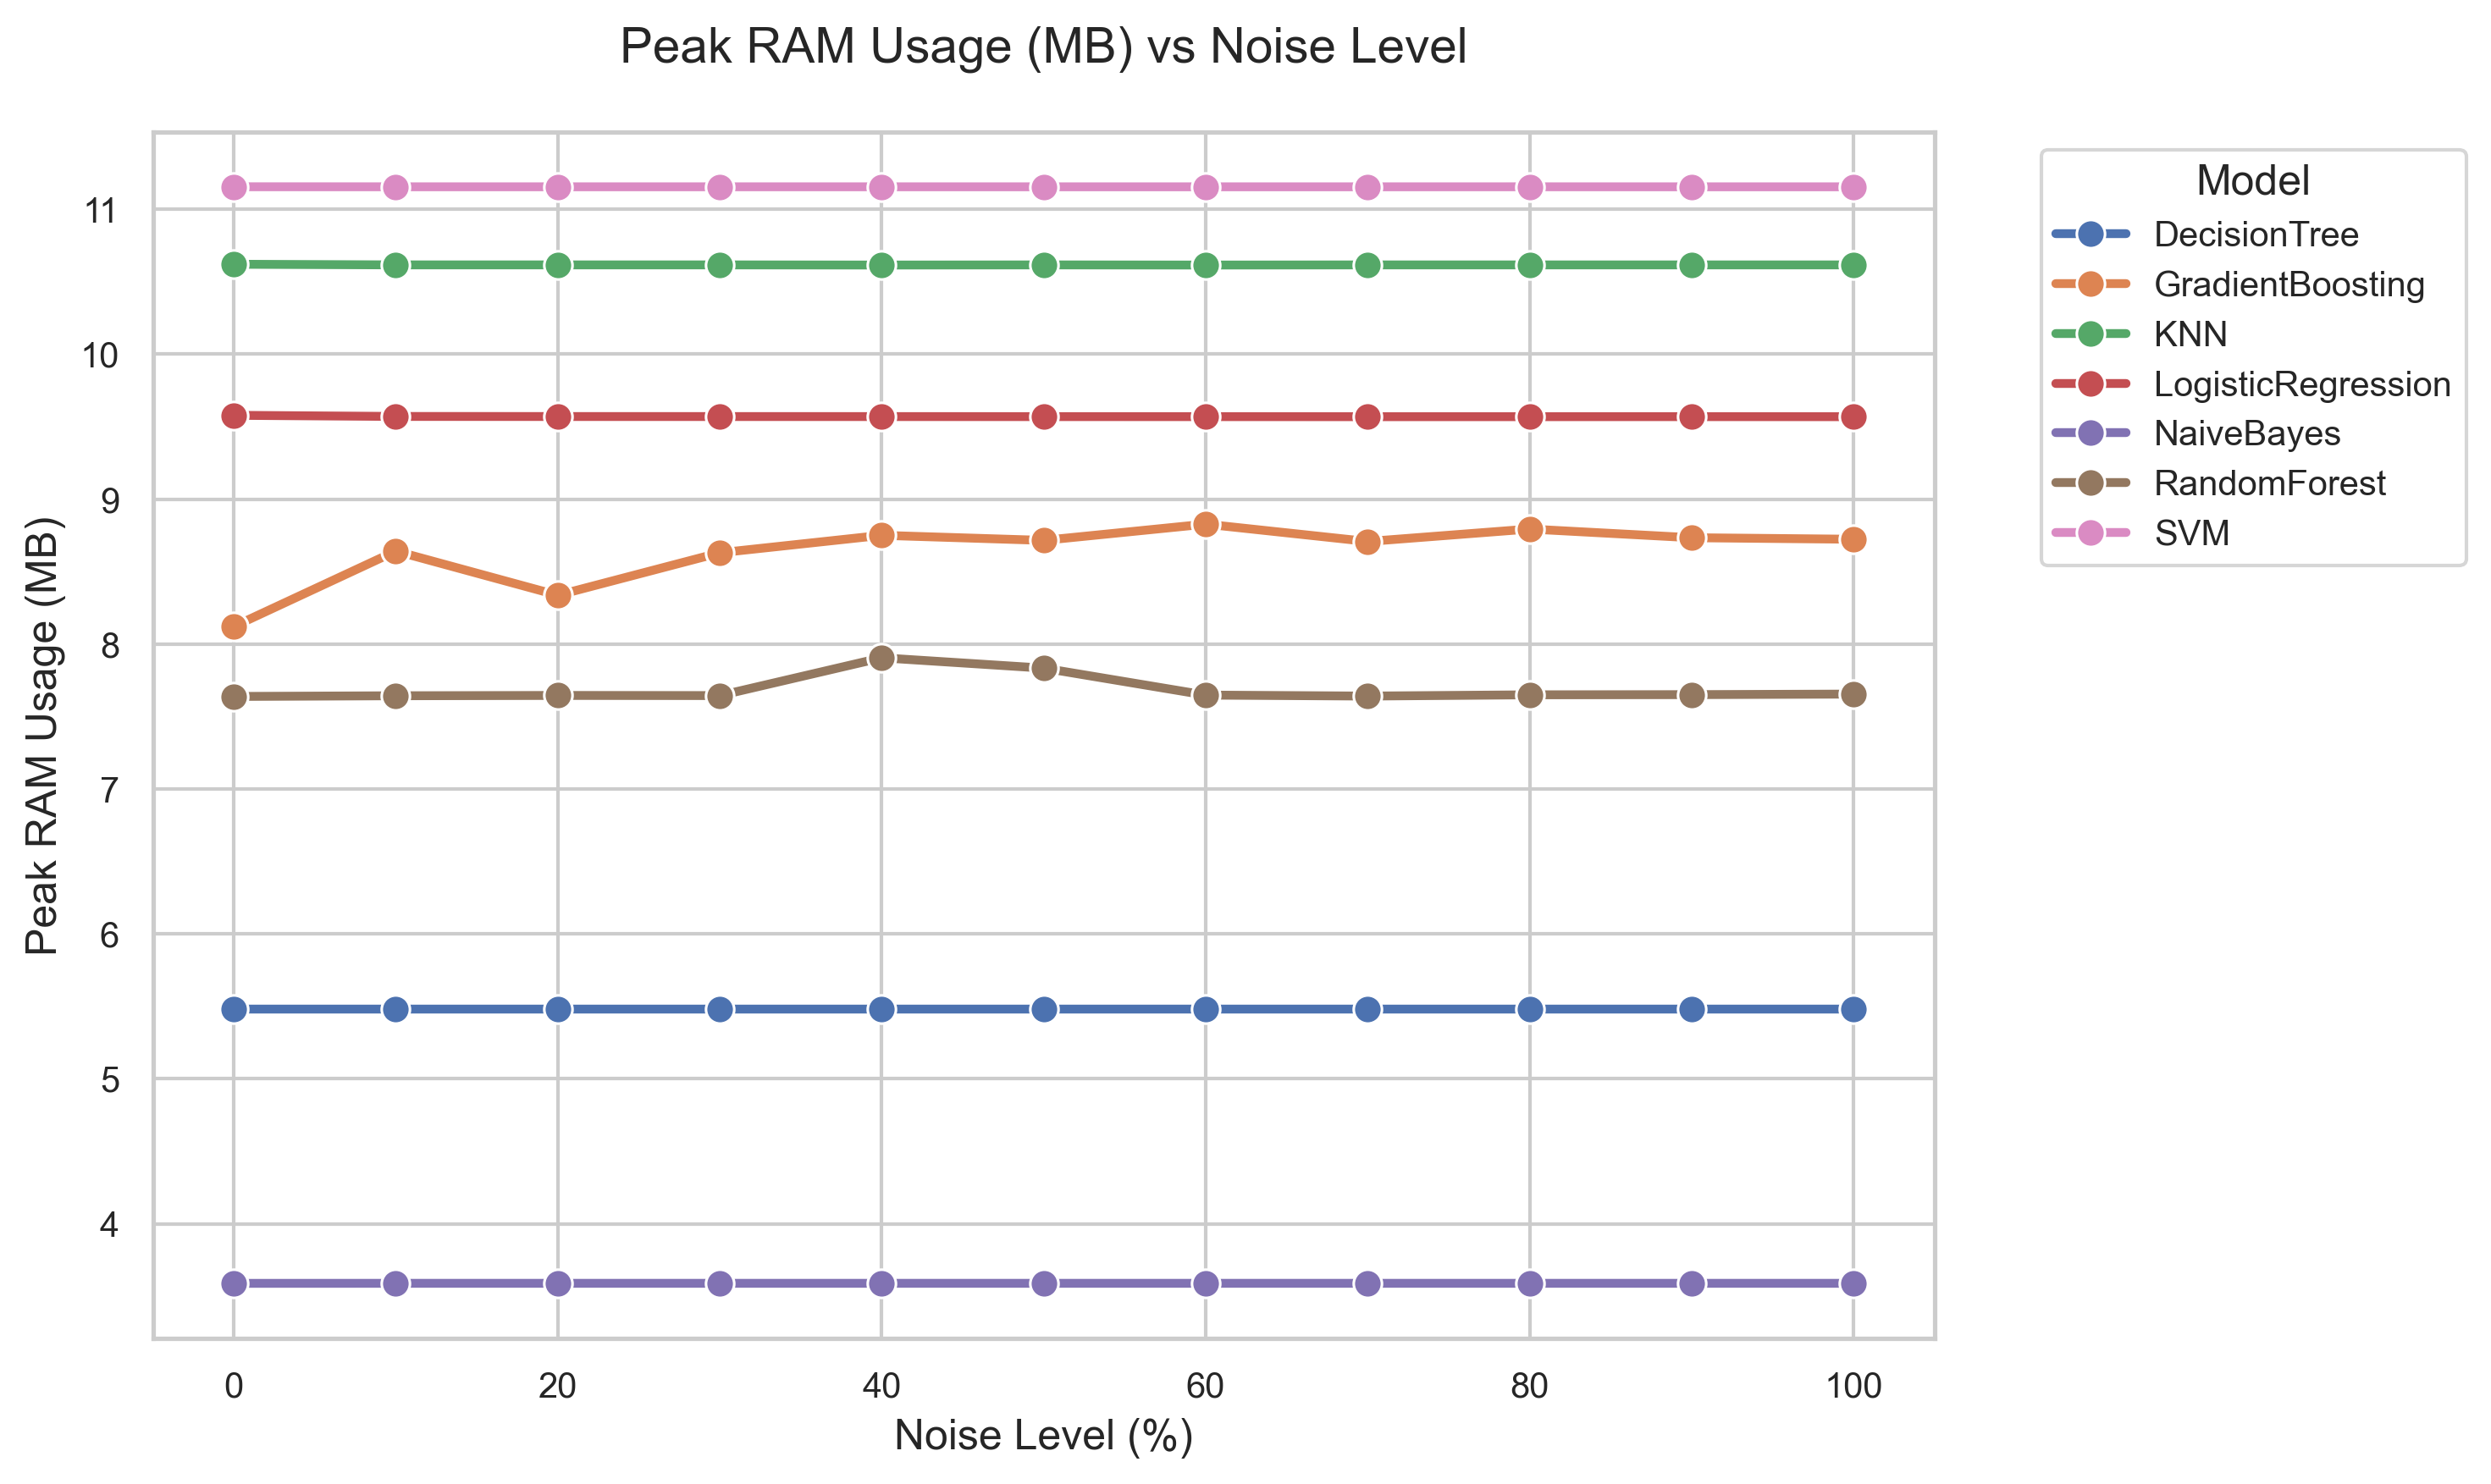 Peak RAM Usage (MB) vs Noise Level
Peak RAM Usage (MB)
11
10
9
8
7
6
5
4
0 20 40 60 80 100
Noise Level (%)
Model
DecisionTree
GradientBoosting
KNN
LogisticRegression
NaiveBayes
RandomForest
SVM